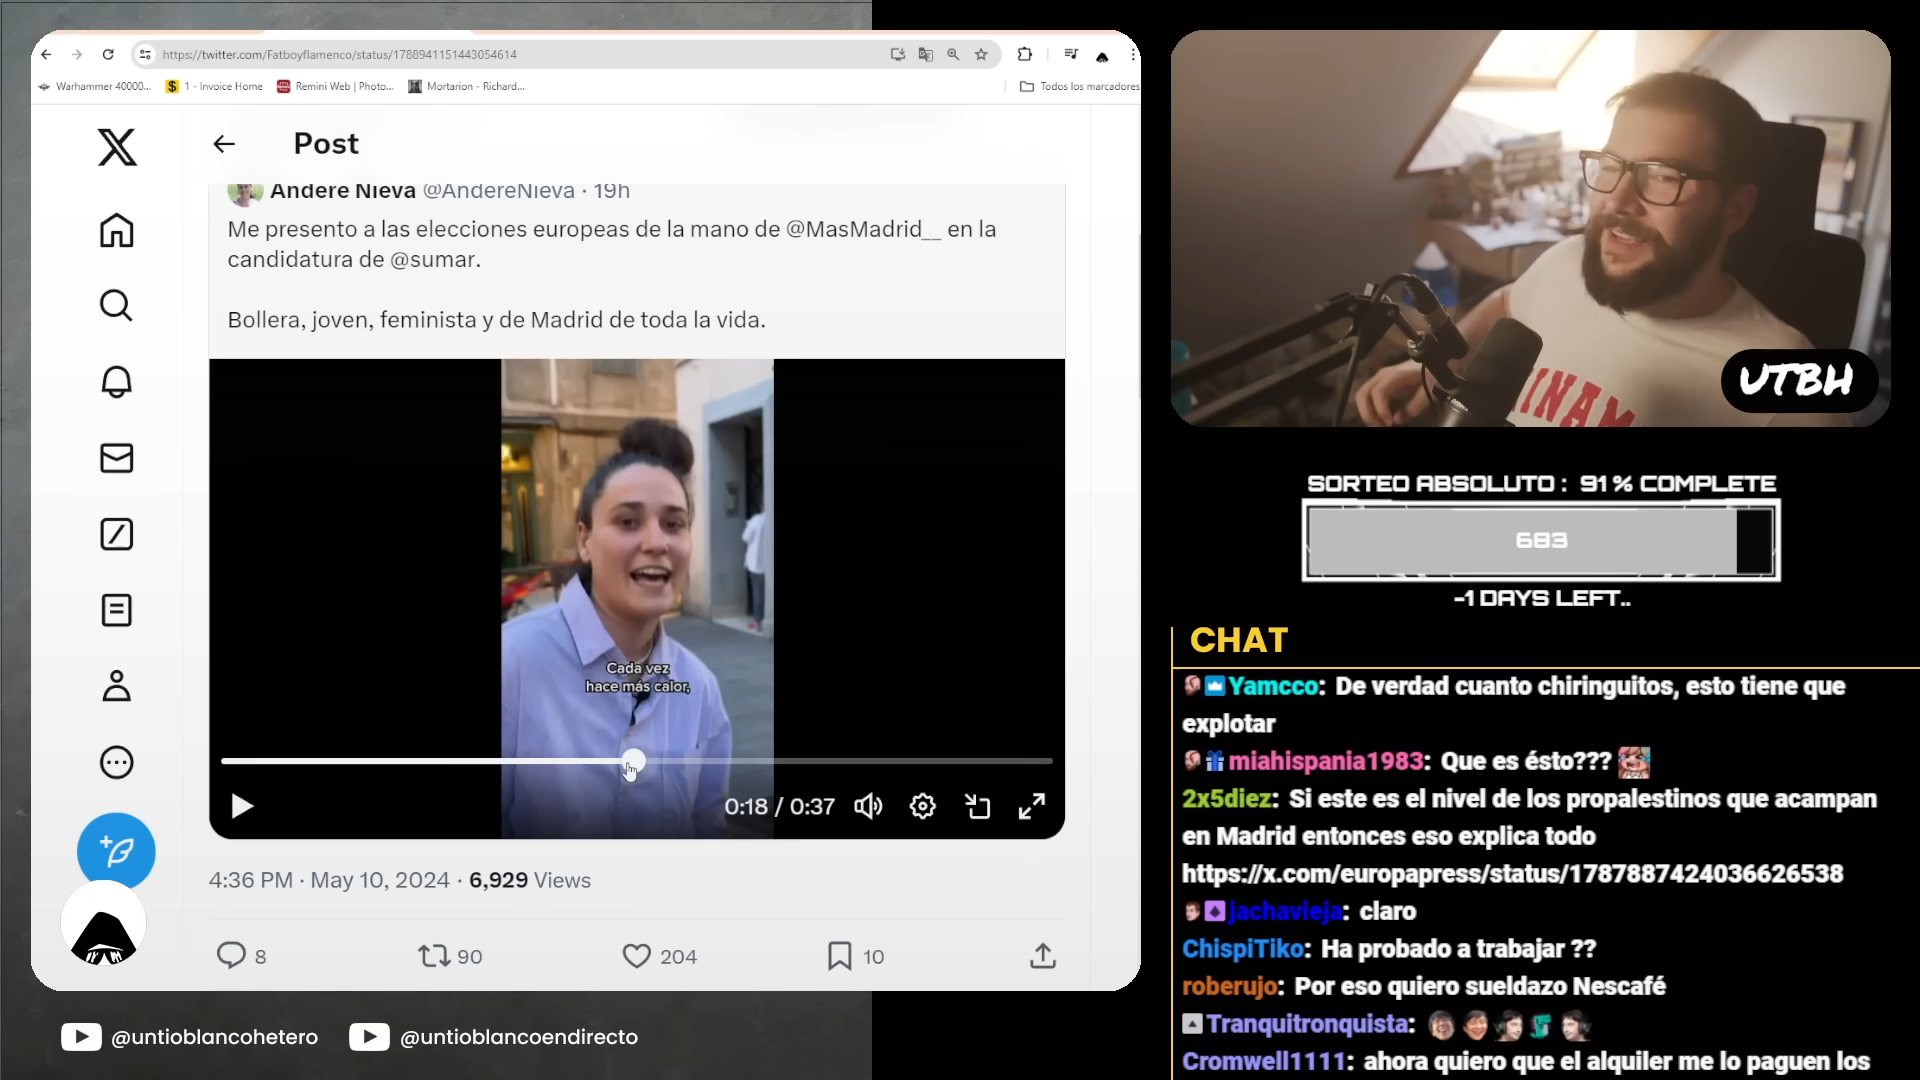 https://twitter.com/Fatboyflamenco/status/1788941151443054614
Warhammer 40000...
1 - Invoice Home
Remini Web | Photo...
Mortarion - Richard...
Todos los marcadores
Post
Andere Nieva @AndereNieva · 19h
Me presento a las elecciones europeas de la mano de @MasMadrid__ en la
candidatura de @sumar.
Bollera, joven, feminista y de Madrid de toda la vida.
Cada vez
hace más calor,
0:18 / 0:37
4:36 PM · May 10, 2024 · 6,929 Views
8
90
204
10
@untioblancohetero
@untioblancoendirecto
UTBH
SORTEO ABSOLUTO : 91 % COMPLETE
683
-1 DAYS LEFT..
CHAT
Yamcco: De verdad cuanto chiringuitos, esto tiene que
explotar
miahispania1983: Que es ésto???
2x5diez: Si este es el nivel de los propalestinos que acampan
en Madrid entonces eso explica todo
https://x.com/europapress/status/1787887424036626538
jachavieja: claro
ChispiTiko: Ha probado a trabajar ??
roberujo: Por eso quiero sueldazo Nescafé
Tranquitronquista:
Cromwell1111: ahora quiero que el alquiler me lo paguen los